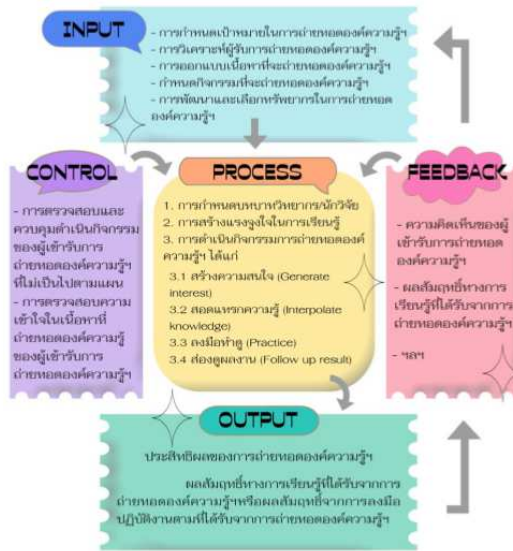 INPUT
- การกำหนดเป้าหมายในการถ่ายทอดองค์ความรู้ฯ
- การวิเคราะห์ผู้รับการถ่ายทอดองค์ความรู้ฯ
- การออกแบบเนื้อหาที่จะถ่ายทอดองค์ความรู้ฯ
- กำหนดกิจกรรมที่จะถ่ายทอดองค์ความรู้ฯ
- การพัฒนาและเลือกทรัพยากรในการถ่ายทอด
องค์ความรู้ฯ
CONTROL
- การตรวจสอบและ
ควบคุมดำเนินกิจกรรม
ของผู้เข้ารับการ
ถ่ายทอดองค์ความรู้ฯ
ที่ไม่เป็นไปตามแผน
- การตรวจสอบความ
เข้าใจในเนื้อหาที่
ถ่ายทอดองค์ความรู้
ของผู้เข้ารับการ
ถ่ายทอดองค์ความรู้ฯ
PROCESS
1. การกำหนดบทบาทวิทยากร/นักวิจัย
2. การสร้างแรงจูงใจในการเรียนรู้
3. การดำเนินกิจกรรมการถ่ายทอดองค์
ความรู้ฯ ได้แก่
3.1 สร้างความสนใจ (Generate
interest)
3.2 สอดแทรกความรู้ (Interpolate
knowledge)
3.3 ลงมือทำดู (Practice)
3.4 ส่องดูผลงาน (Follow up result)
FEEDBACK
- ความคิดเห็นของผู้
เข้ารับการถ่ายทอด
องค์ความรู้ฯ
- ผลสัมฤทธิ์ทางการ
เรียนรู้ที่ได้รับจากการ
ถ่ายทอดองค์ความรู้ฯ
- ฯลฯ
OUTPUT
ประสิทธิผลของการถ่ายทอดองค์ความรู้ฯ
ผลสัมฤทธิ์ทางการเรียนรู้ที่ได้รับจากการ
ถ่ายทอดองค์ความรู้ฯหรือผลสัมฤทธิ์จากการลงมือ
ปฏิบัติงานตามที่ได้รับจากการถ่ายทอดองค์ความรู้ฯ